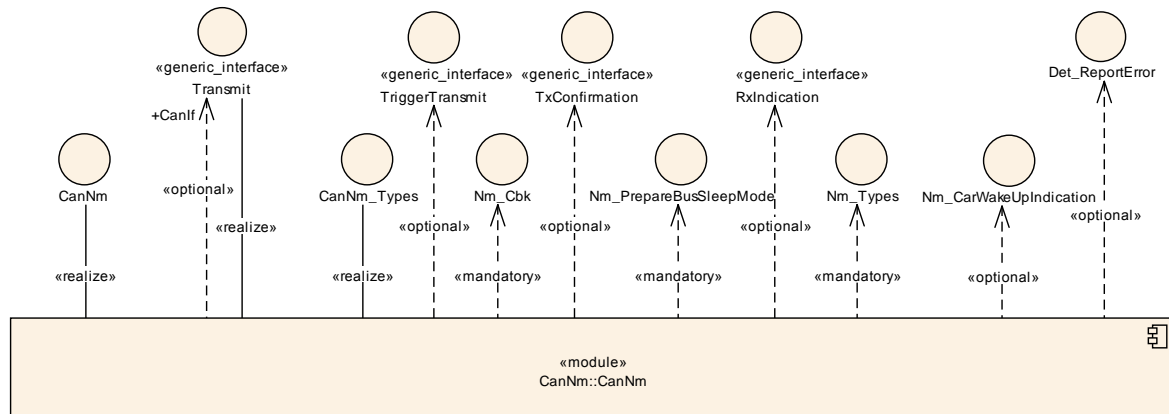 «generic_interface»
Transmit
«generic_interface»
TriggerTransmit
«generic_interface»
TxConfirmation
«generic_interface»
RxIndication
Det_ReportError
+CanIf
CanNm
CanNm_Types
Nm_Cbk
Nm_PrepareBusSleepMode
Nm_Types
Nm_CarWakeUpIndication
«optional»
«realize»
«optional»
«optional»
«optional»
«optional»
«realize»
«realize»
«mandatory»
«mandatory»
«mandatory»
«optional»
«module»
CanNm::CanNm